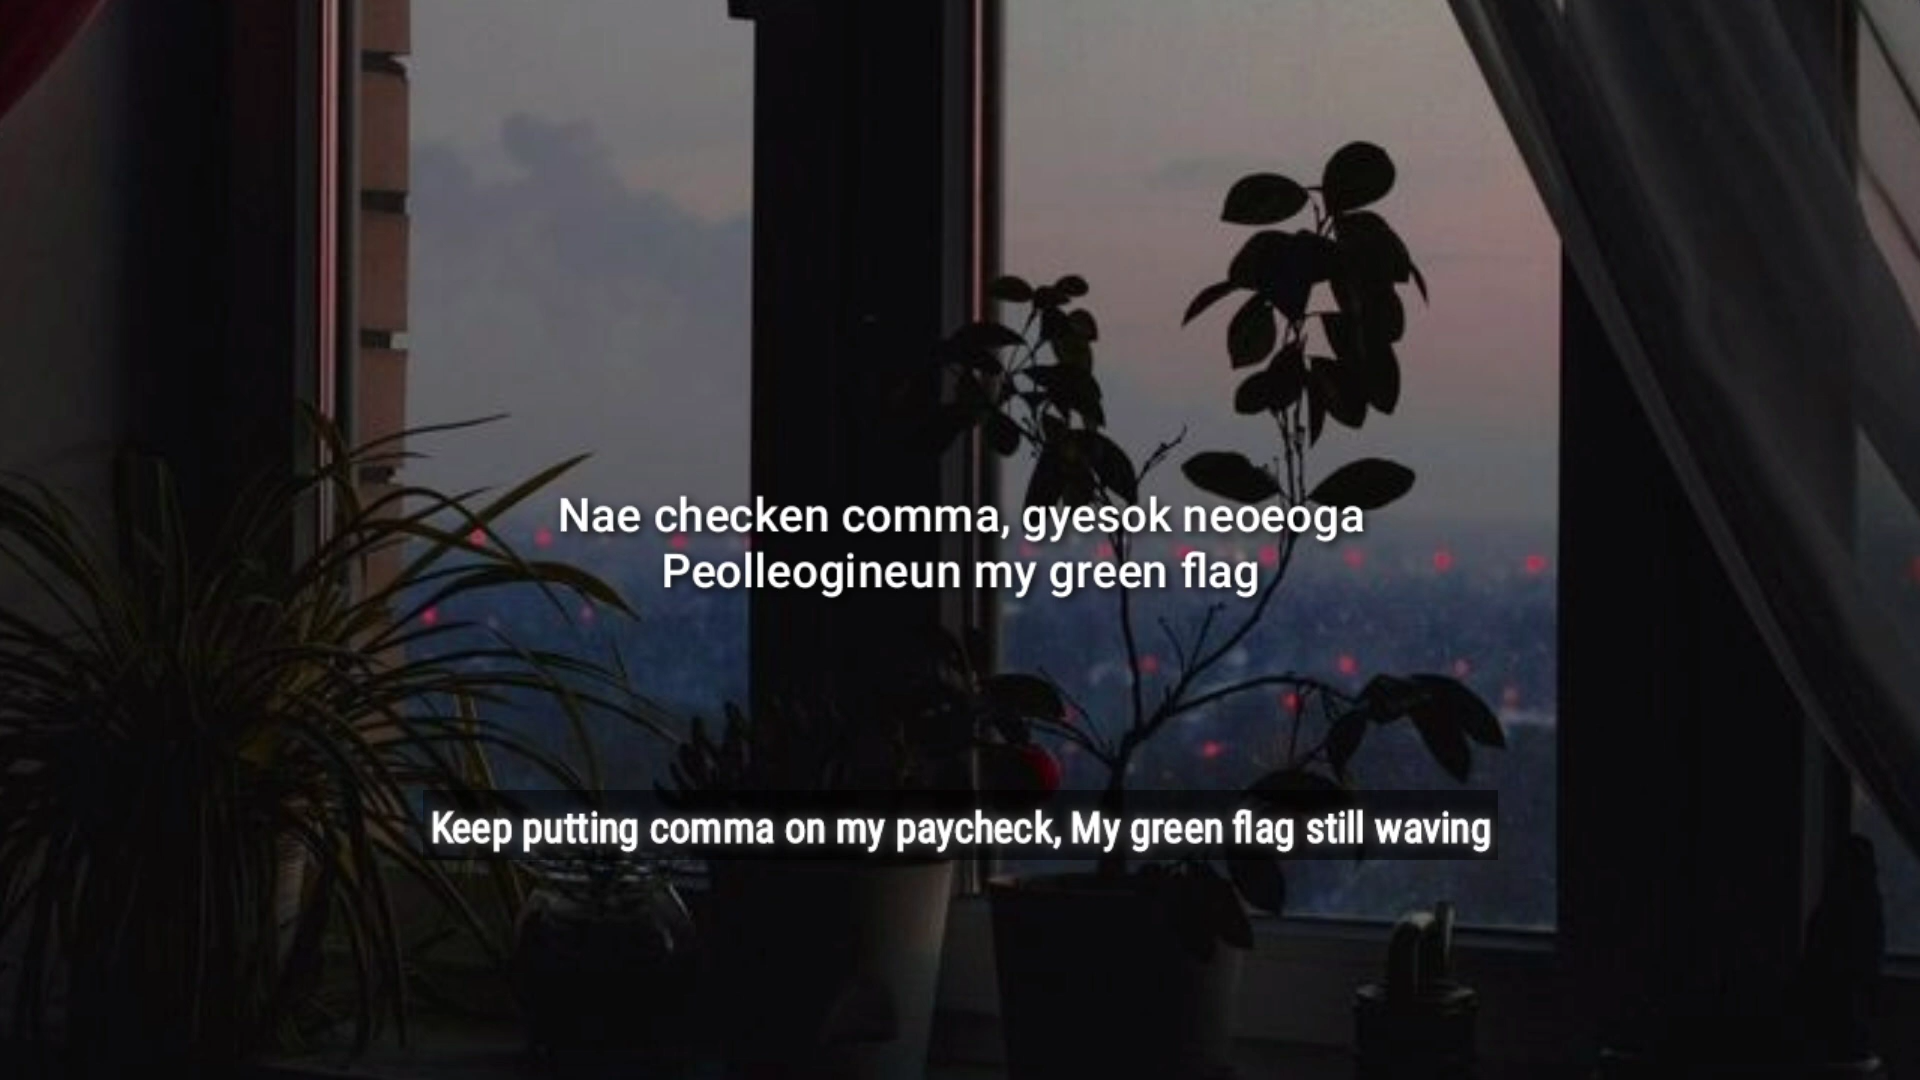 Nae checken comma, gyesok neoeoga
Peolleogineun my green flag
Keep putting comma on my paycheck, My green flag still waving